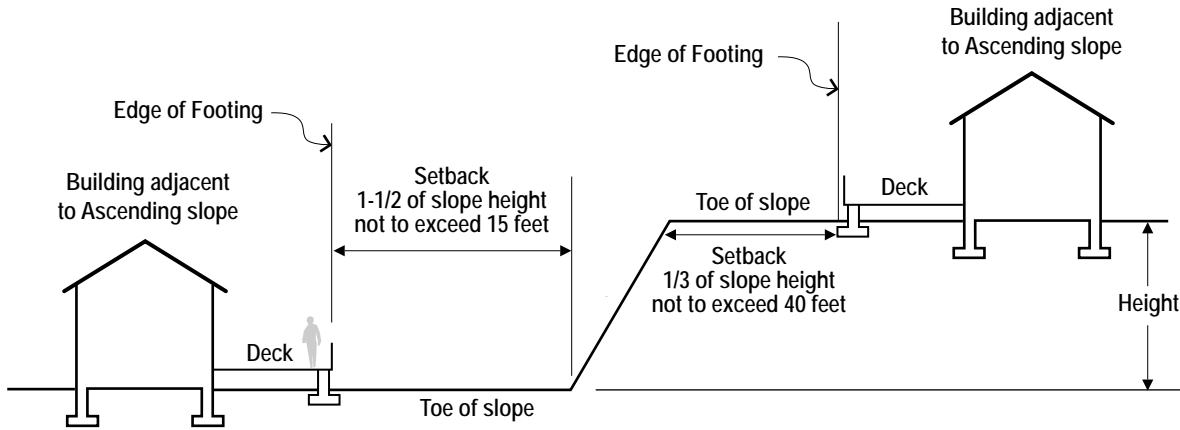 Edge of Footing
Building adjacent
to Ascending slope
Setback
1-1/2 of slope height
not to exceed 15 feet
Deck
Toe of slope
Building adjacent
to Ascending slope
Edge of Footing
Toe of slope
Deck
Setback
1/3 of slope height
not to exceed 40 feet
Height